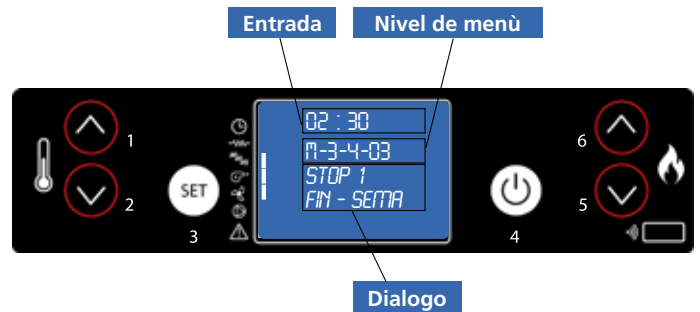 Entrada
Nivel de menù
02 : 30
M-3-4-03
STOP 1
FIN - SEMA
1
2
SET
3
4
5
6
Dialogo